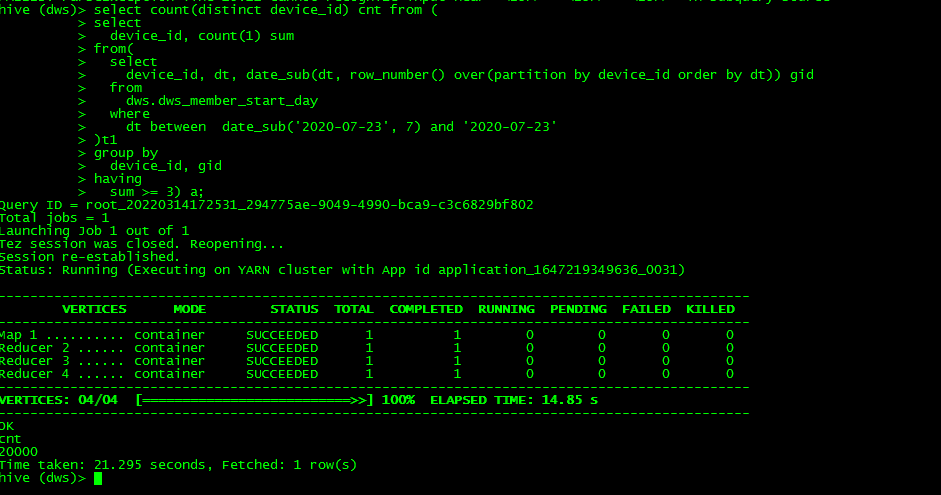 hive (dws)> select count(distinct device_id) cnt from (
> select
> device_id, count(1) sum
> from(
> select
> device_id, dt, date_sub(dt, row_number() over(partition by device_id order by dt)) gid
> from
> dws.dws_member_start_day
> where
> dt between  date_sub('2020-07-23', 7) and '2020-07-23'
> )t1
> group by
> device_id, gid
> having
> sum >= 3) a;
Query ID = root_20220314172531_294775ae-9049-4990-bca9-c3c6829bf802
Total jobs = 1
Launching Job 1 out of 1
Tez session was closed. Reopening...
Session re-established.
Status: Running (Executing on YARN cluster with App id application_1647219349636_0031)
----------------------------------------------------------------------------------------------
VERTICES MODE STATUS TOTAL COMPLETED RUNNING PENDING FAILED KILLED
----------------------------------------------------------------------------------------------
Map 1 .......... container SUCCEEDED 1 1 0 0 0 0
Reducer 2 ...... container SUCCEEDED 1 1 0 0 0 0
Reducer 3 ...... container SUCCEEDED 1 1 0 0 0 0
Reducer 4 ...... container SUCCEEDED 1 1 0 0 0 0
----------------------------------------------------------------------------------------------
VERTICES: 04/04 [==========================>>] 100% ELAPSED TIME: 14.85 s
----------------------------------------------------------------------------------------------
OK
cnt
20000
Time taken: 21.295 seconds, Fetched: 1 row(s)
hive (dws)>